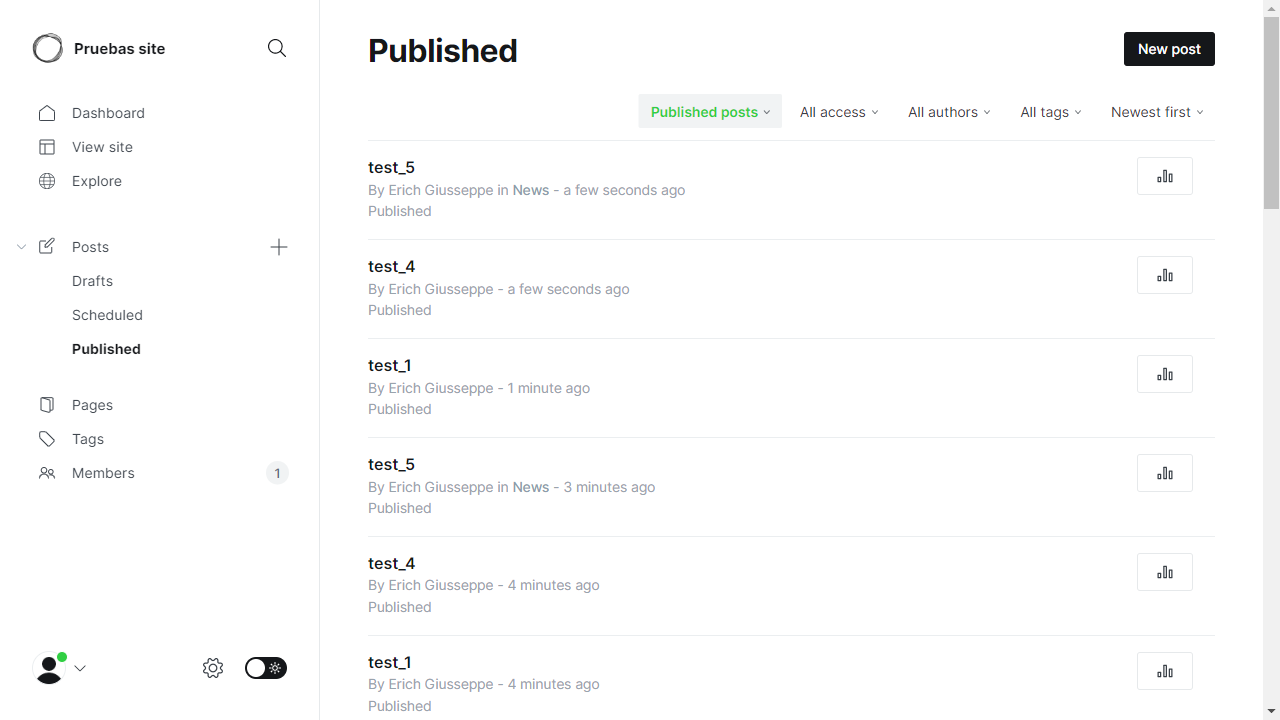 Pruebas site
Dashboard
View site
Explore
Posts
Drafts
Scheduled
Published
Pages
Tags
Members 1
Published
New post
Published posts All access All authors All tags Newest first
test_5
By Erich Giusseppe in News - a few seconds ago
Published
test_4
By Erich Giusseppe - a few seconds ago
Published
test_1
By Erich Giusseppe - 1 minute ago
Published
test_5
By Erich Giusseppe in News - 3 minutes ago
Published
test_4
By Erich Giusseppe - 4 minutes ago
Published
test_1
By Erich Giusseppe - 4 minutes ago
Published